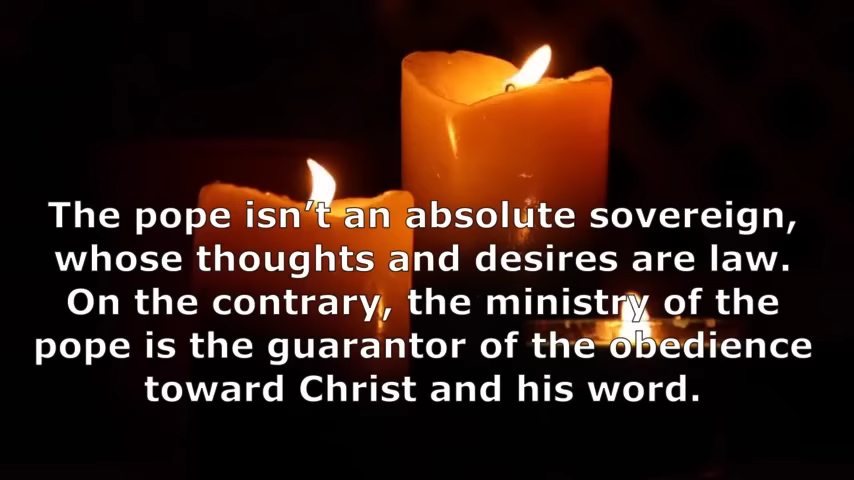 The pope isn’t an absolute sovereign,
whose thoughts and desires are law.
On the contrary, the ministry of the
pope is the guarantor of the obedience
toward Christ and his word.